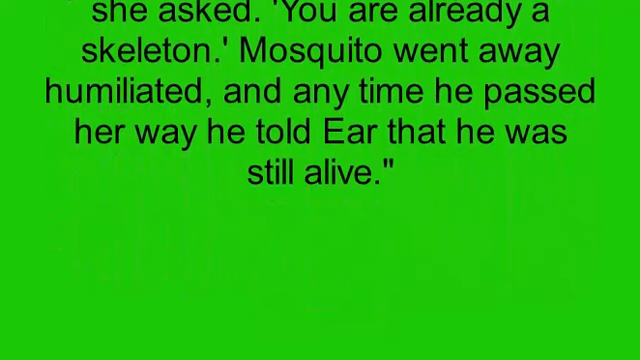 she asked. 'You are already a
skeleton.' Mosquito went away
humiliated, and any time he passed
her way he told Ear that he was
still alive."